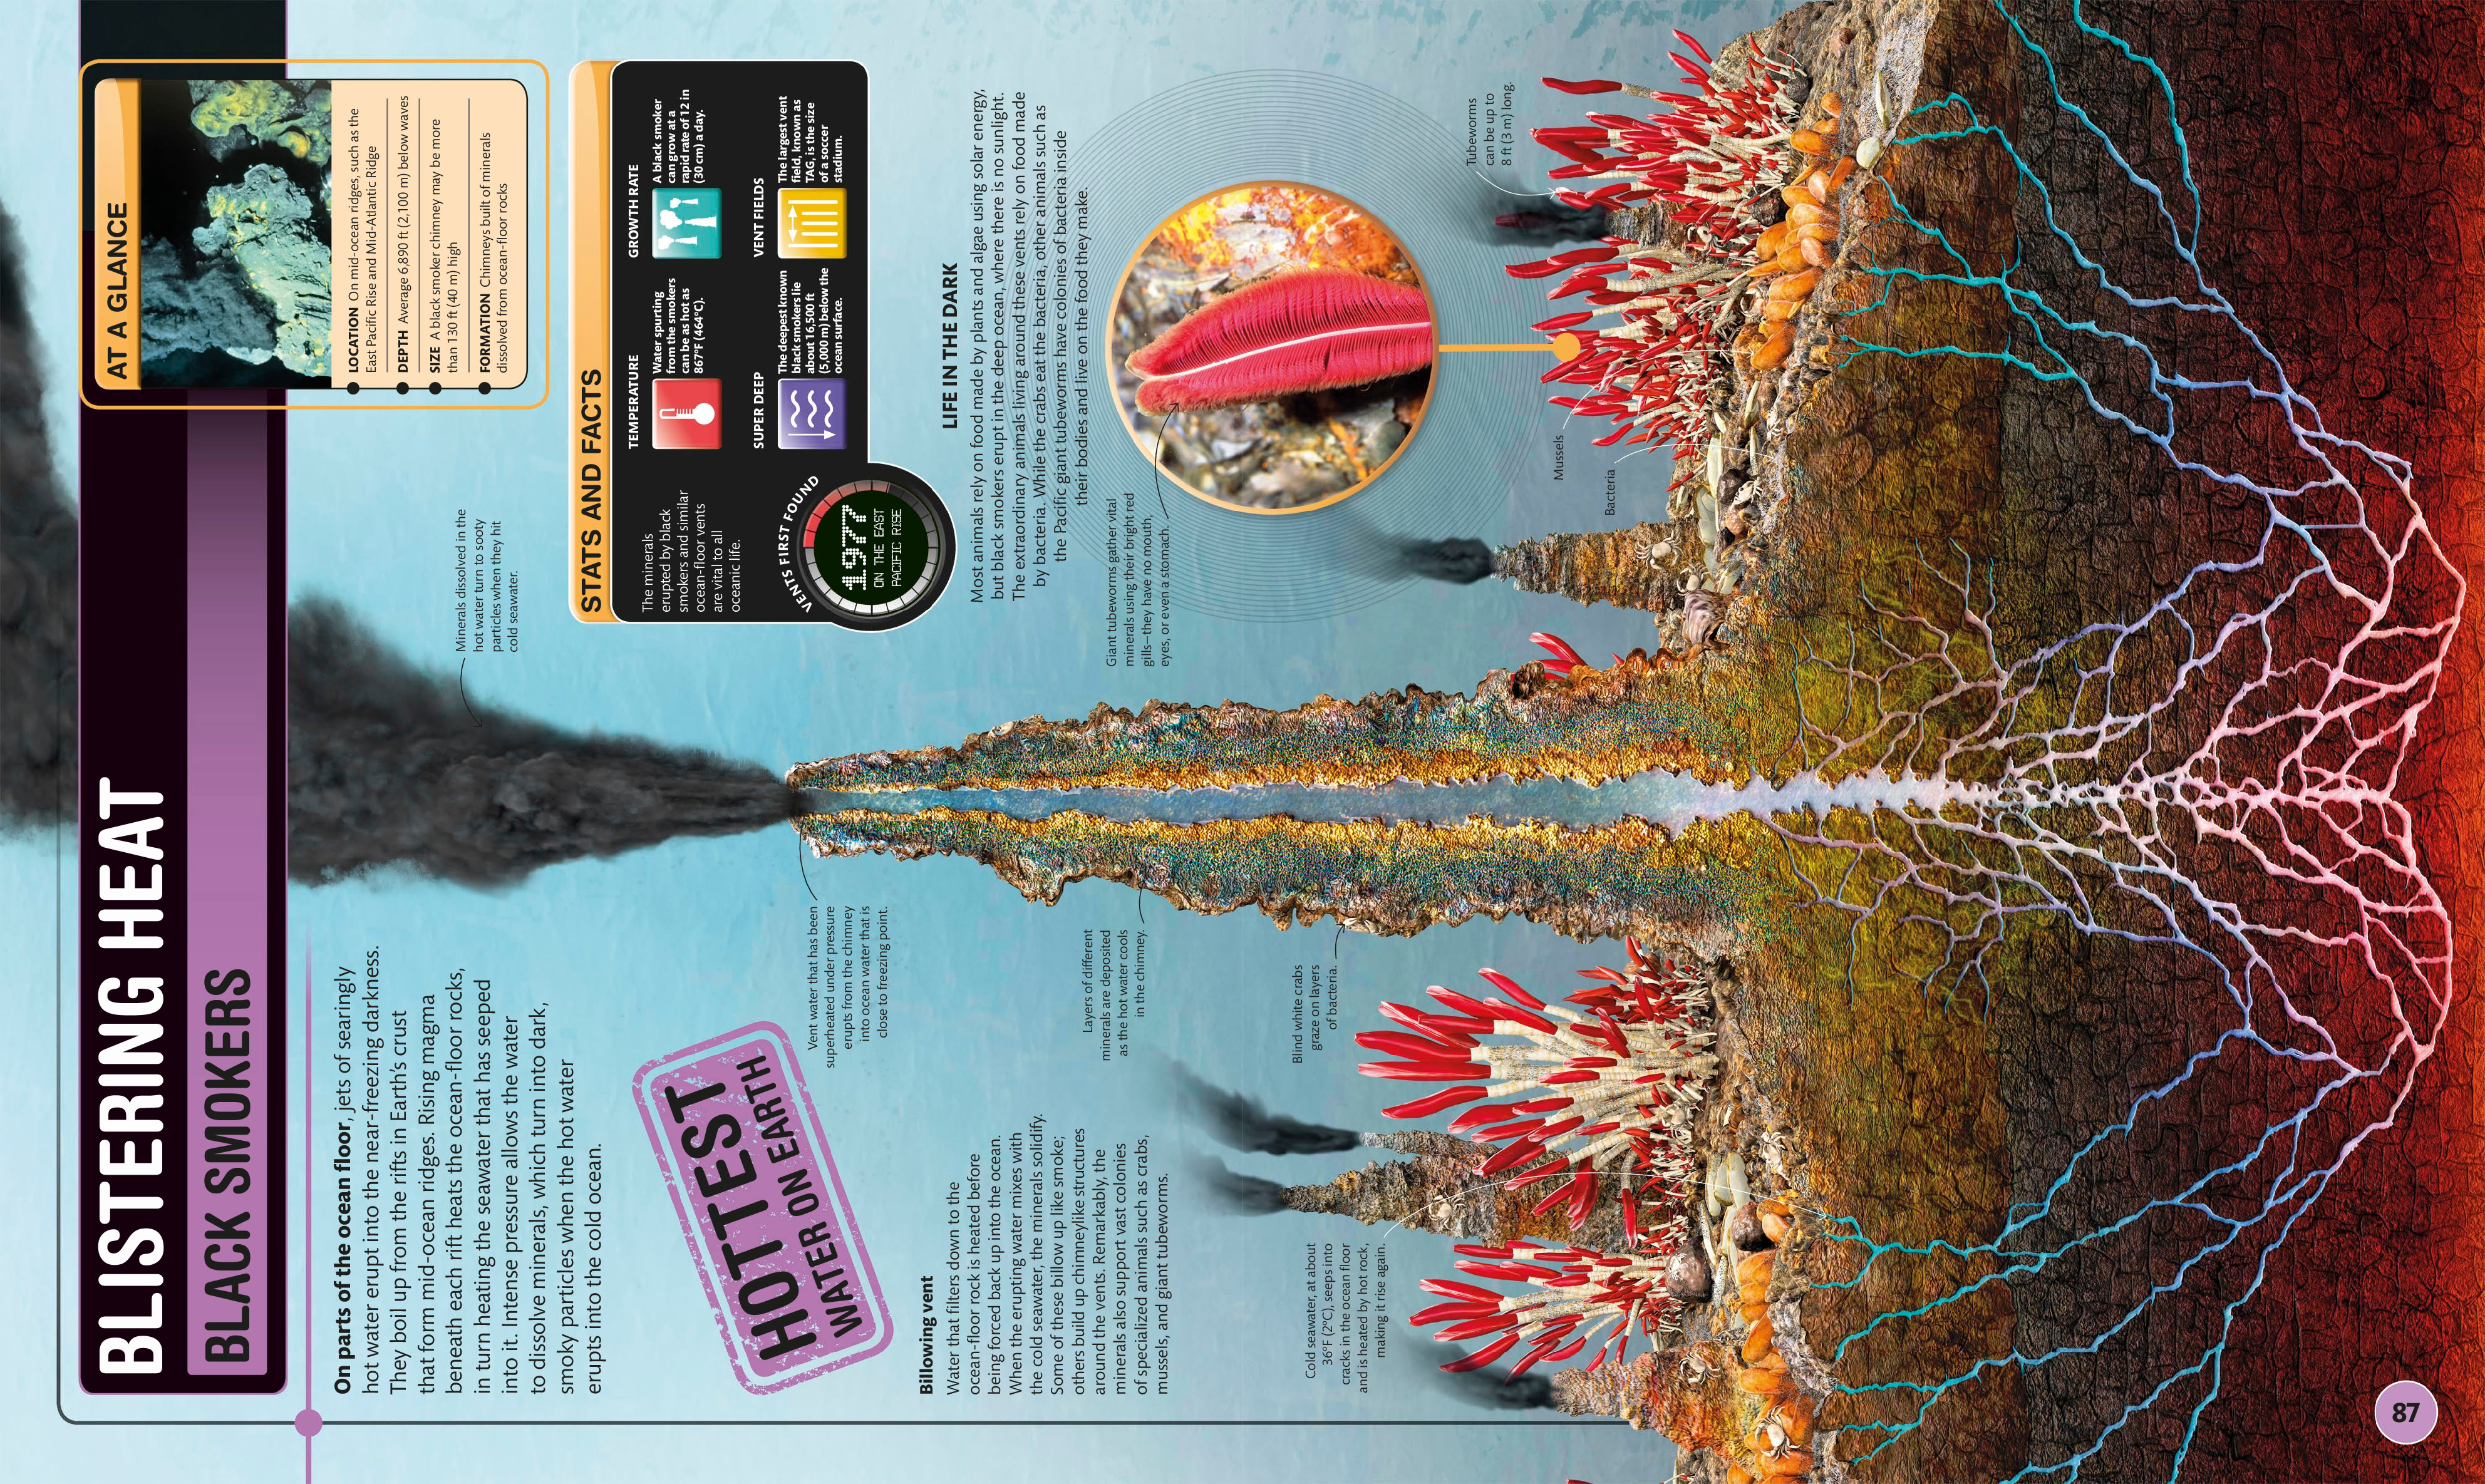 BLISTERING HEAT
BLACK SMOKERS
On parts of the ocean floor, jets of searingly
hot water erupt into the near-freezing darkness.
They boil up from the rifts in Earth's crust
that form mid-ocean ridges. Rising magma
beneath each rift heats the ocean-floor rocks,
in turn heating the seawater that has seeped
into it. Intense pressure allows the water
to dissolve minerals, which turn into dark,
smoky particles when the hot water
erupts into the cold ocean.
HOTTEST
WATER ON EARTH
Billowing vent
Water that filters down to the
ocean-floor rock is heated before
being forced back up into the ocean.
When the erupting water mixes with
the cold seawater, the minerals solidify.
Some of these billow up like smoke;
others build up chimneylike structures
around the vents. Remarkably, the
minerals also support vast colonies
of specialized animals such as crabs,
mussels, and giant tubeworms.
Cold seawater, at about
36°F (2°C), seeps into
cracks in the ocean floor
and is heated by hot rock,
making it rise again.
Vent water that has been
superheated under pressure
erupts from the chimney
into ocean water that is
close to freezing point.
Layers of different
minerals are deposited
as the hot water cools
in the chimney.
Blind white crabs
graze on layers
of bacteria.
Minerals dissolved in the
hot water turn to sooty
particles when they hit
cold seawater.
AT A GLANCE
LOCATION On mid-ocean ridges, such as the
East Pacific Rise and Mid-Atlantic Ridge
DEPTH Average 6,890 ft (2,100 m) below waves
SIZE A black smoker chimney may be more
than 130 ft (40 m) high
FORMATION Chimneys built of minerals
dissolved from ocean-floor rocks
STATS AND FACTS
The minerals
erupted by black
smokers and similar
ocean-floor vents
are vital to all
oceanic life.
VENTS FIRST FOUND
1977
ON THE EAST
PACIFIC RISE
TEMPERATURE
Water spurting
from the smokers
can be as hot as
867°F (464°C).
GROWTH RATE
A black smoker
can grow at a
rapid rate of 12 in
(30 cm) a day.
SUPER DEEP
The deepest known
black smokers lie
about 16,500 ft
(5,000 m) below the
ocean surface.
VENT FIELDS
The largest vent
field, known as
TAG, is the size
of a soccer
stadium.
LIFE IN THE DARK
Most animals rely on food made by plants and algae using solar energy,
but black smokers erupt in the deep ocean, where there is no sunlight.
The extraordinary animals living around these vents rely on food made
by bacteria. While the crabs eat the bacteria, other animals such as
the Pacific giant tubeworms have colonies of bacteria inside
their bodies and live on the food they make.
Giant tubeworms gather vital
minerals using their bright red
gills—they have no mouth,
eyes, or even a stomach.
Tubeworms
can be up to
8 ft (3 m) long.
Mussels
Bacteria
87